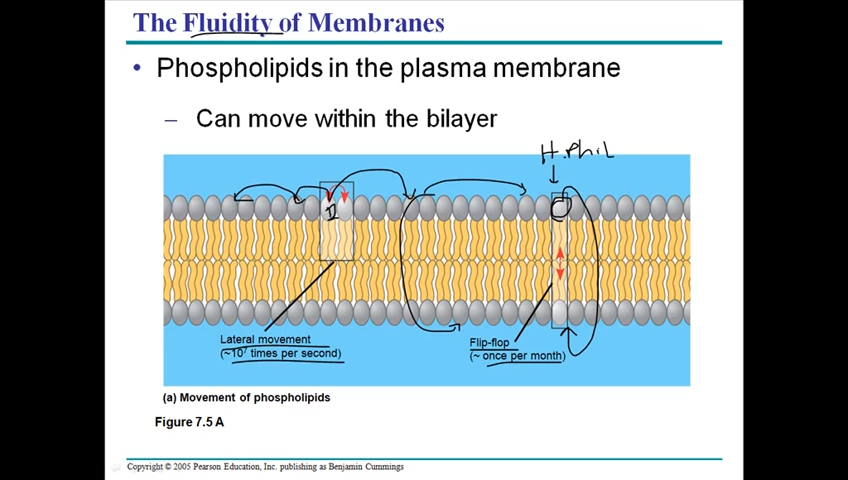 The Fluidity of Membranes
• Phospholipids in the plasma membrane
– Can move within the bilayer
H.Phil
Lateral movement
(~10⁷ times per second)
Flip-flop
(~ once per month)
(a) Movement of phospholipids
Figure 7.5 A
Copyright © 2005 Pearson Education, Inc. publishing as Benjamin Cummings